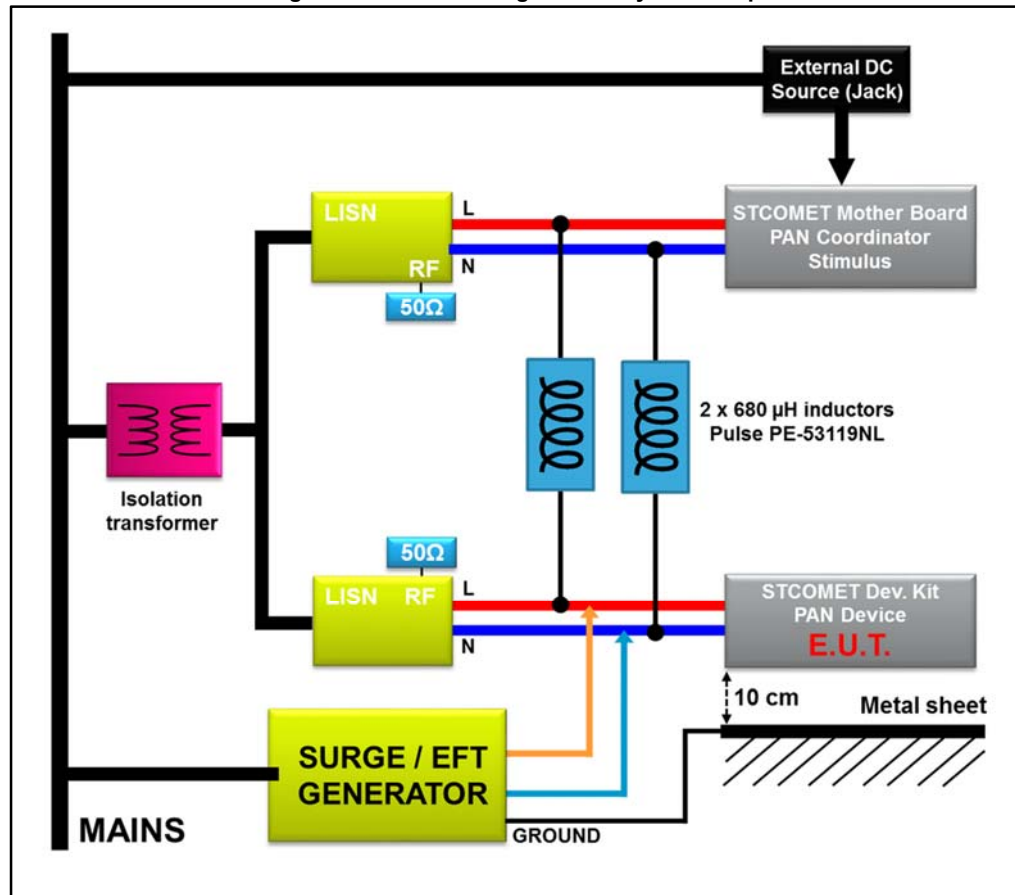 External DC
Source (Jack)
LISN
L
N
RF
50Ω
STCOMET Mother Board
PAN Coordinator
Stimulus
2 x 680 µH inductors
Pulse PE-53119NL
Isolation
transformer
50Ω
LISN RF
L
N
STCOMET Dev. Kit
PAN Device
E.U.T.
10 cm
Metal sheet
SURGE / EFT
GENERATOR
GROUND
MAINS